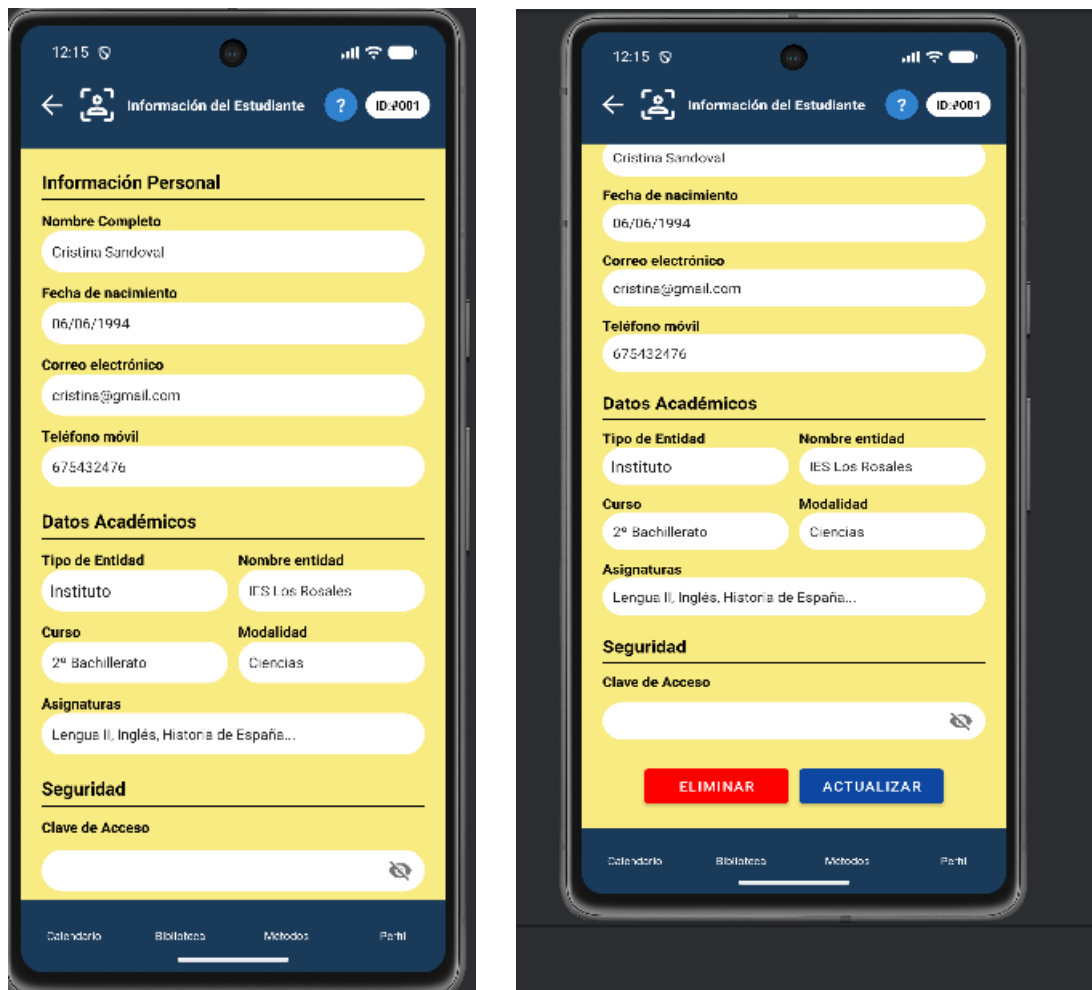 12:15
Información del Estudiante ? ID:#001
Información Personal
Nombre Completo
Cristina Sandoval
Fecha de nacimiento
06/06/1994
Correo electrónico
cristina@gmail.com
Teléfono móvil
675432476
Datos Académicos
Tipo de Entidad Nombre entidad
Instituto IES Los Rosales
Curso Modalidad
2º Bachillerato Ciencias
Asignaturas
Lengua II, Inglés, Historia de España...
Seguridad
Clave de Acceso
Calendario Biblioteca Métodos Perfil
12:15
Información del Estudiante ? ID:#001
Cristina Sandoval
Fecha de nacimiento
06/06/1994
Correo electrónico
cristina@gmail.com
Teléfono móvil
675432476
Datos Académicos
Tipo de Entidad Nombre entidad
Instituto IES Los Rosales
Curso Modalidad
2º Bachillerato Ciencias
Asignaturas
Lengua II, Inglés, Historia de España...
Seguridad
Clave de Acceso
ELIMINAR ACTUALIZAR
Calendario Biblioteca Métodos Perfil